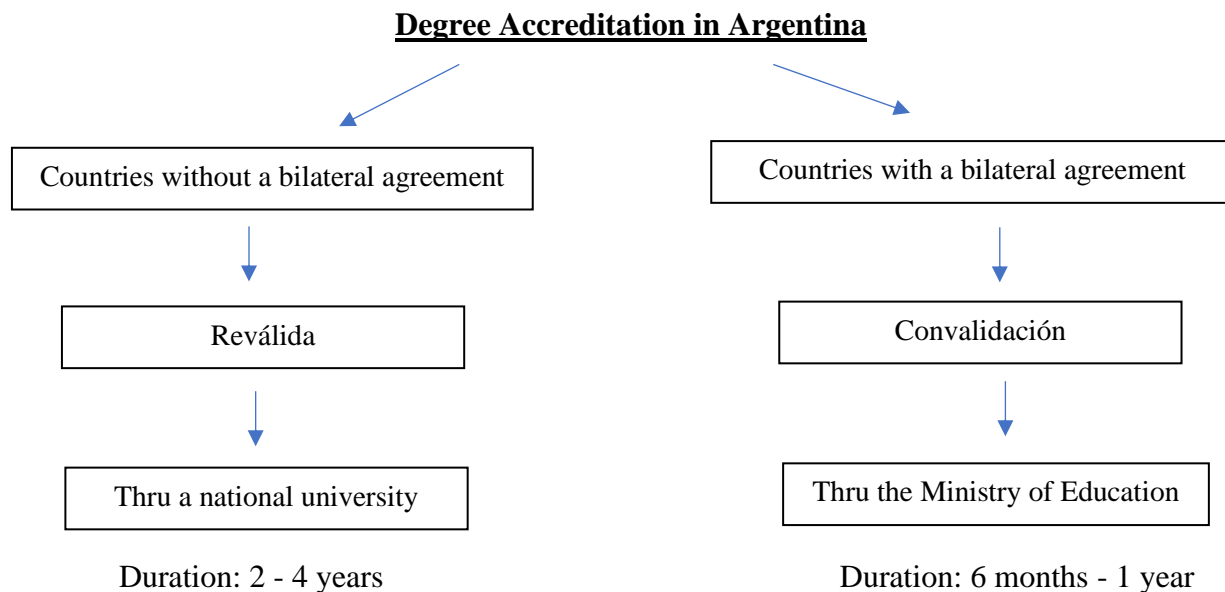 Degree Accreditation in Argentina
Countries without a bilateral agreement
Countries with a bilateral agreement
Reválida
Convalidación
Thru a national university
Thru the Ministry of Education
Duration: 2 - 4 years
Duration: 6 months - 1 year